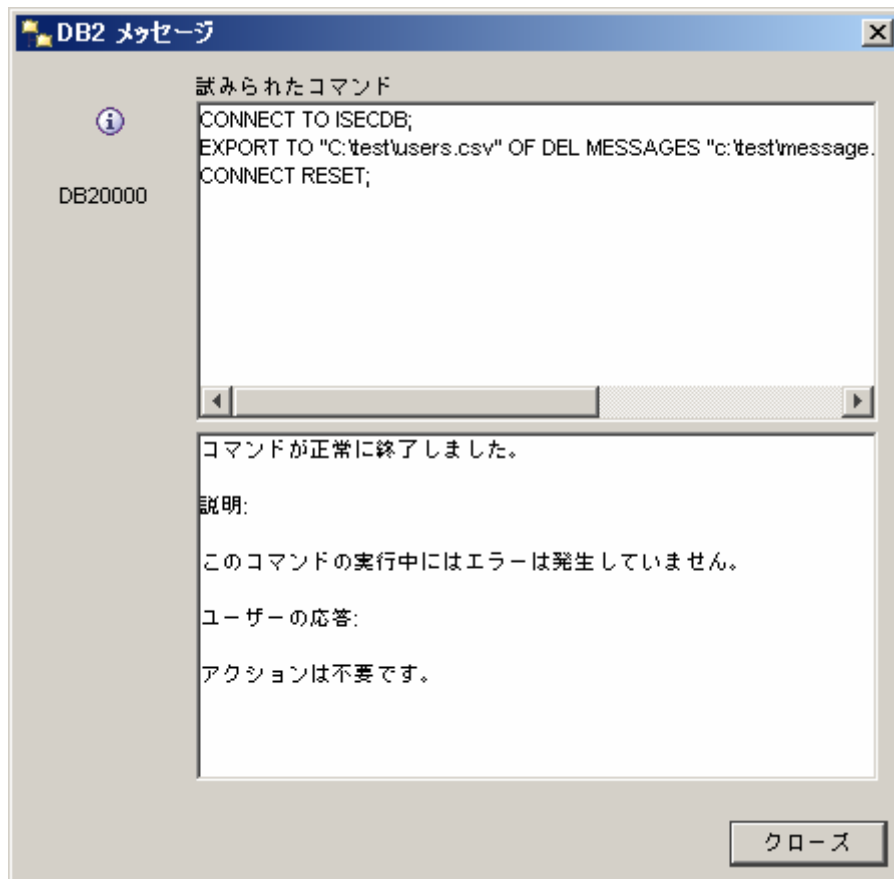 DB2 メッセージ
試みられたコマンド
CONNECT TO ISECDB;
EXPORT TO "C:\test\users.csv" OF DEL MESSAGES "c:\test\message.
CONNECT RESET;
DB20000
コマンドが正常に終了しました。
説明:
このコマンドの実行中にはエラーは発生していません。
ユーザーの応答:
アクションは不要です。
クローズ